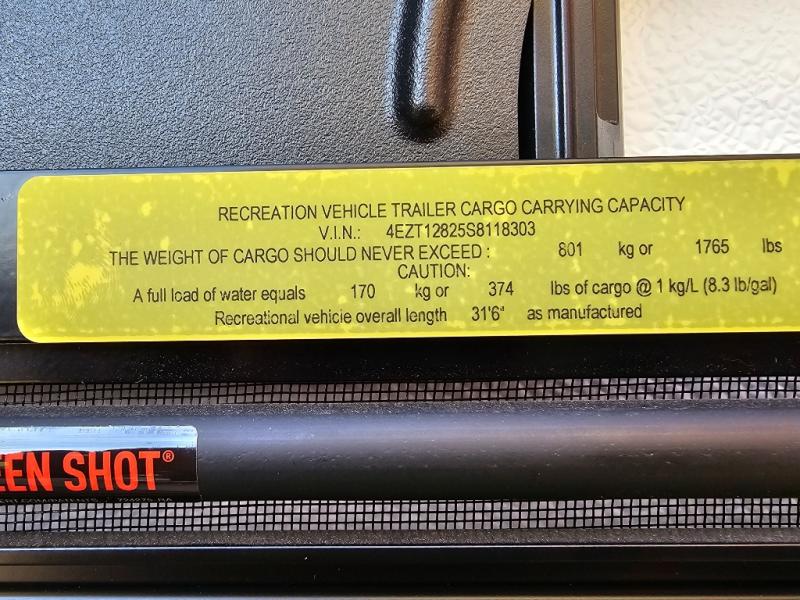 RECREATION VEHICLE TRAILER CARGO CARRYING CAPACITY
V.I.N.: 4EZT12825S8118303
THE WEIGHT OF CARGO SHOULD NEVER EXCEED : 801 kg or 1765 lbs
CAUTION:
A full load of water equals 170 kg or 374 lbs of cargo @ 1 kg/L (8.3 lb/gal)
Recreational vehicle overall length 31'6" as manufactured
EEN SHOT®